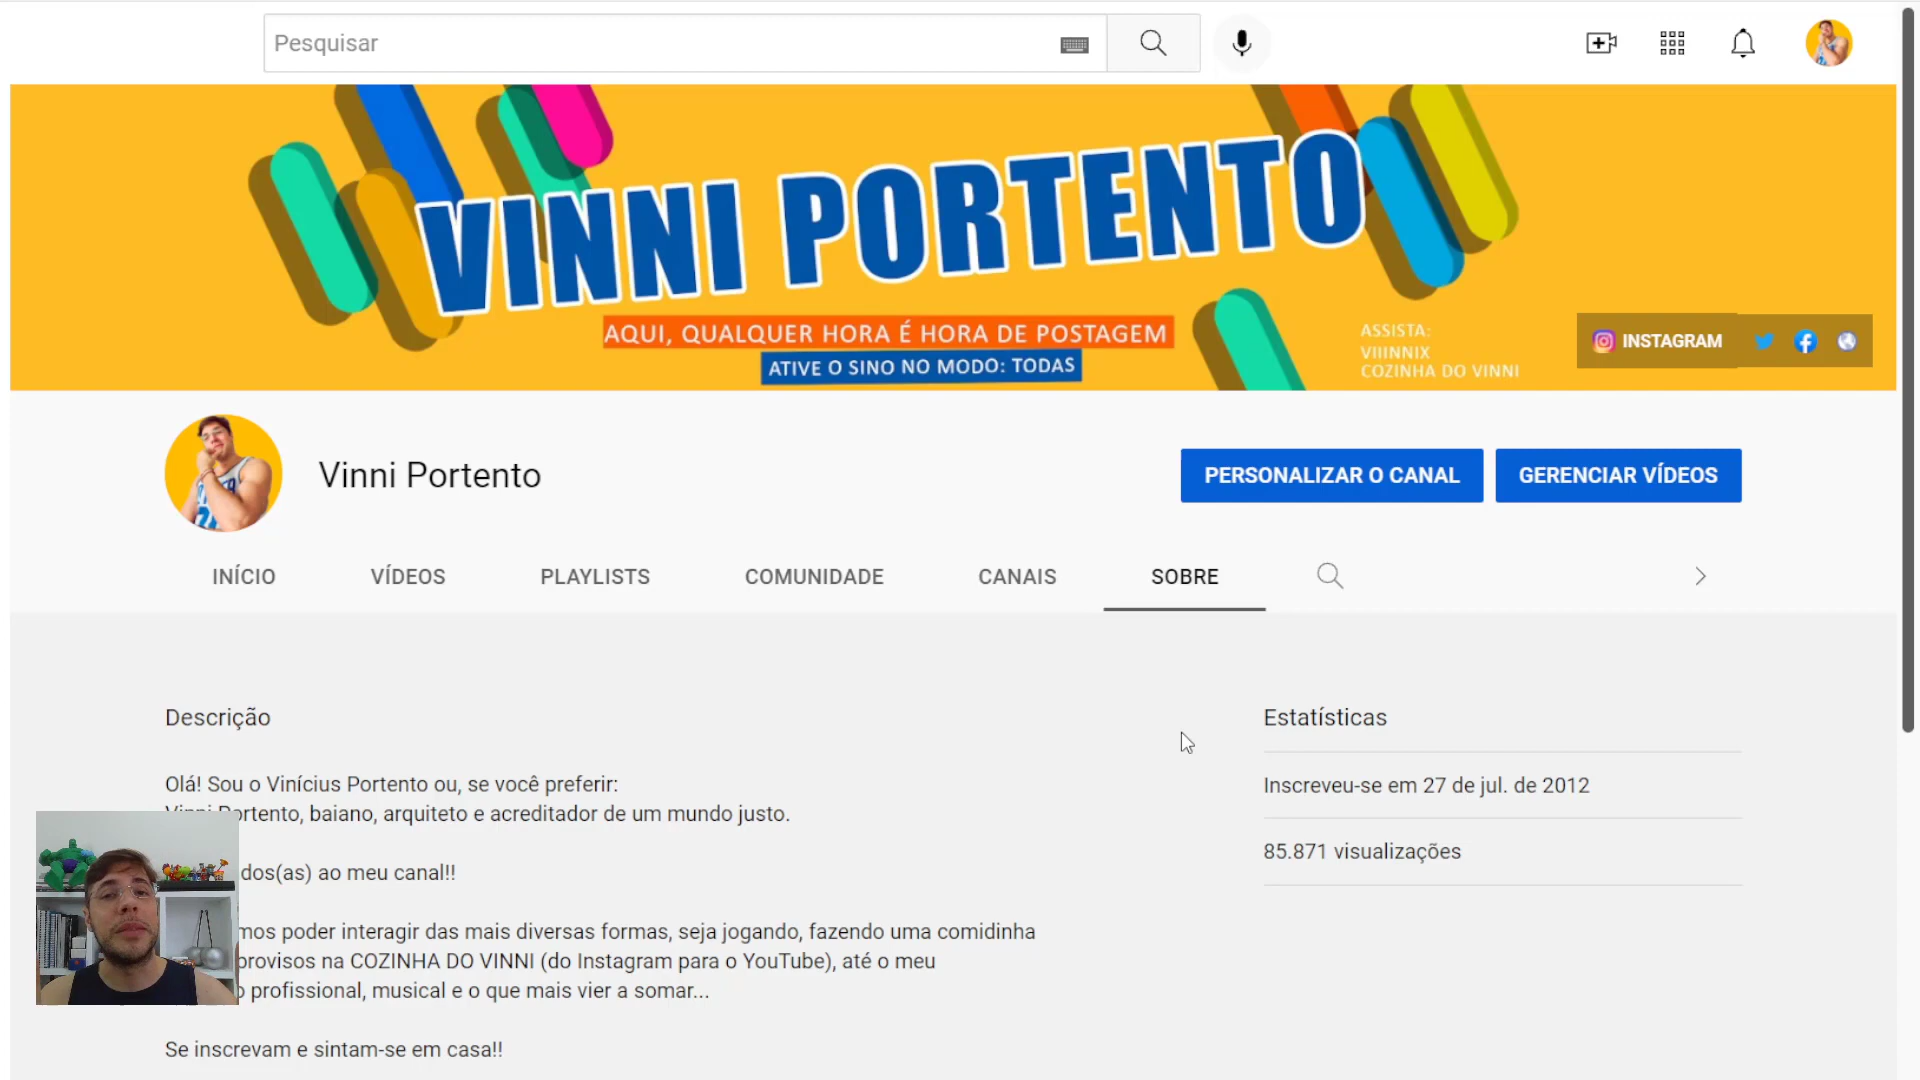 Pesquisar
VINNI PORTENTO
AQUI, QUALQUER HORA É HORA DE POSTAGEM
ATIVE O SINO NO MODO: TODAS
ASSISTA:
VIIINNIX
COZINHA DO VINNI
INSTAGRAM
Vinni Portento
PERSONALIZAR O CANAL
GERENCIAR VÍDEOS
INÍCIO
VÍDEOS
PLAYLISTS
COMUNIDADE
CANAIS
SOBRE
Descrição
Olá! Sou o Vinícius Portento ou, se você preferir:
Vinni Portento, baiano, arquiteto e acreditador de um mundo justo.
dos(as) ao meu canal!!
mos poder interagir das mais diversas formas, seja jogando, fazendo uma comidinha
provisos na COZINHA DO VINNI (do Instagram para o YouTube), até o meu
profissional, musical e o que mais vier a somar...
Se inscrevam e sintam-se em casa!!
Estatísticas
Inscreveu-se em 27 de jul. de 2012
85.871 visualizações